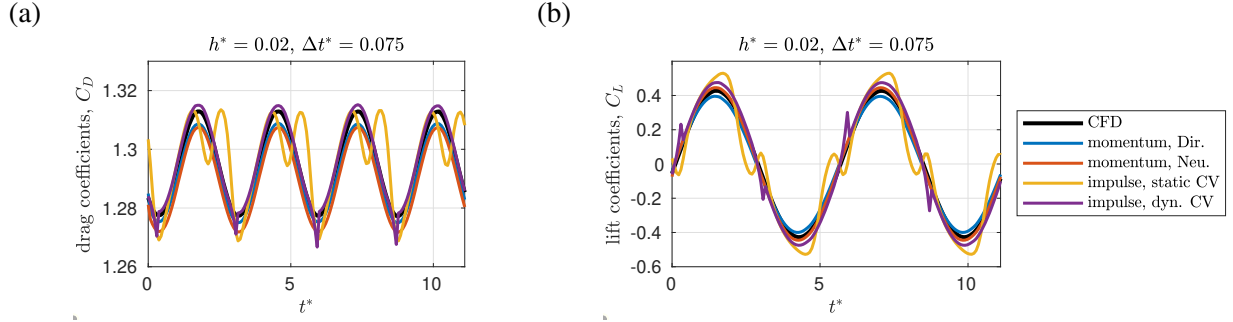 (a)
h* = 0.02, Δt* = 0.075
drag coefficients, C_D
1.32
1.3
1.28
1.26
0
5
10
t*
(b)
h* = 0.02, Δt* = 0.075
lift coefficients, C_L
0.4
0.2
0
-0.2
-0.4
-0.6
0
5
10
t*
CFD
momentum, Dir.
momentum, Neu.
impulse, static CV
impulse, dyn. CV